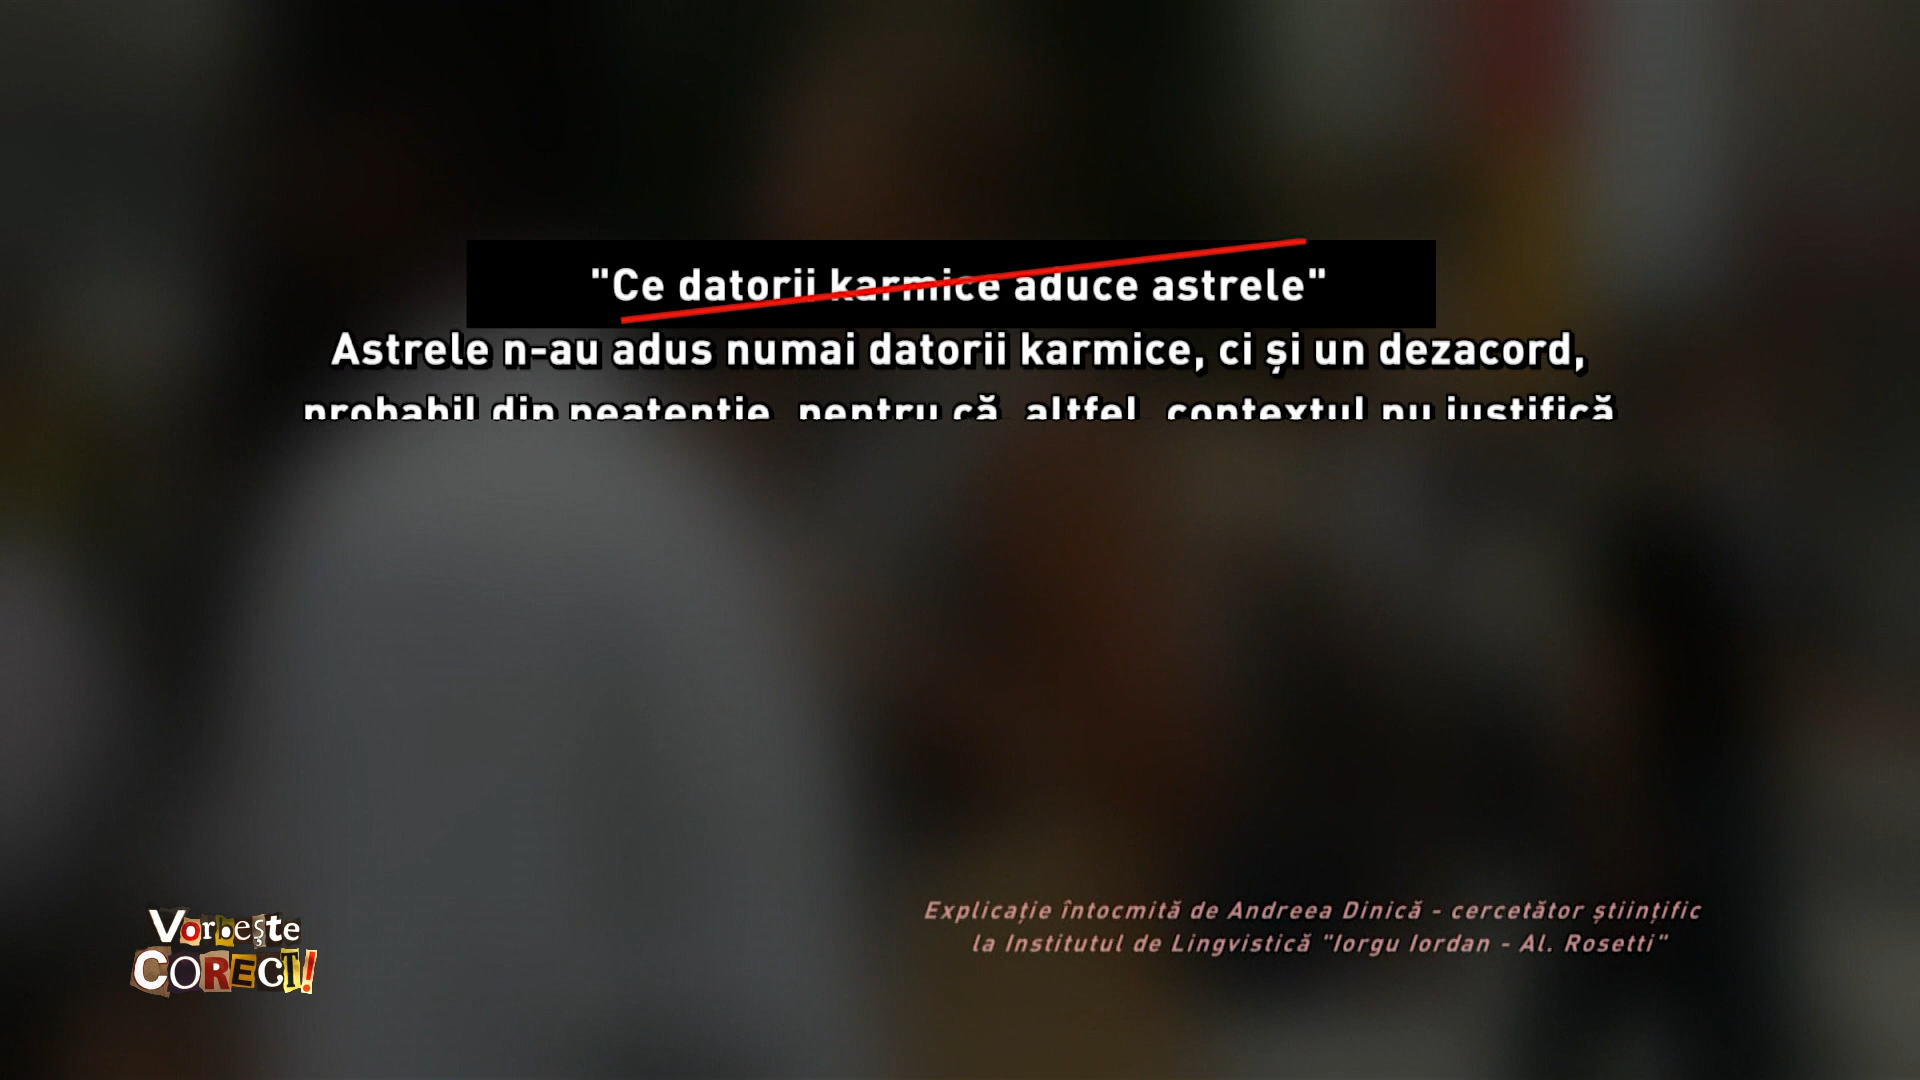 "Ce datorii karmice aduce astrele"
Astrele n-au adus numai datorii karmice, ci și un dezacord,
probabil din neatenție, pentru că, altfel, contextul nu justifică
Explicație întocmită de Andreea Dinică - cercetător științific
la Institutul de Lingvistică "Iorgu Iordan - Al. Rosetti"
Vorbește
CORECT!